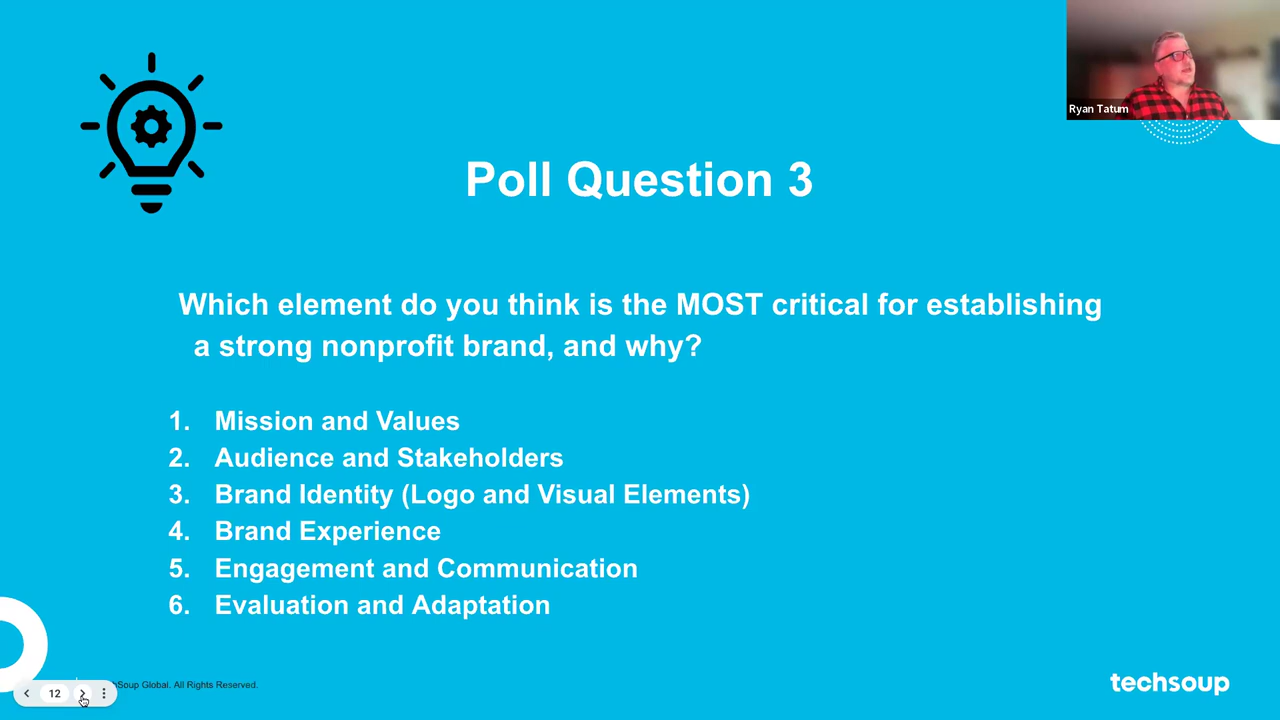 Ryan Tatum
Poll Question 3
Which element do you think is the MOST critical for establishing
a strong nonprofit brand, and why?
1. Mission and Values
2. Audience and Stakeholders
3. Brand Identity (Logo and Visual Elements)
4. Brand Experience
5. Engagement and Communication
6. Evaluation and Adaptation
12
Global. All Rights Reserved.
techsoup